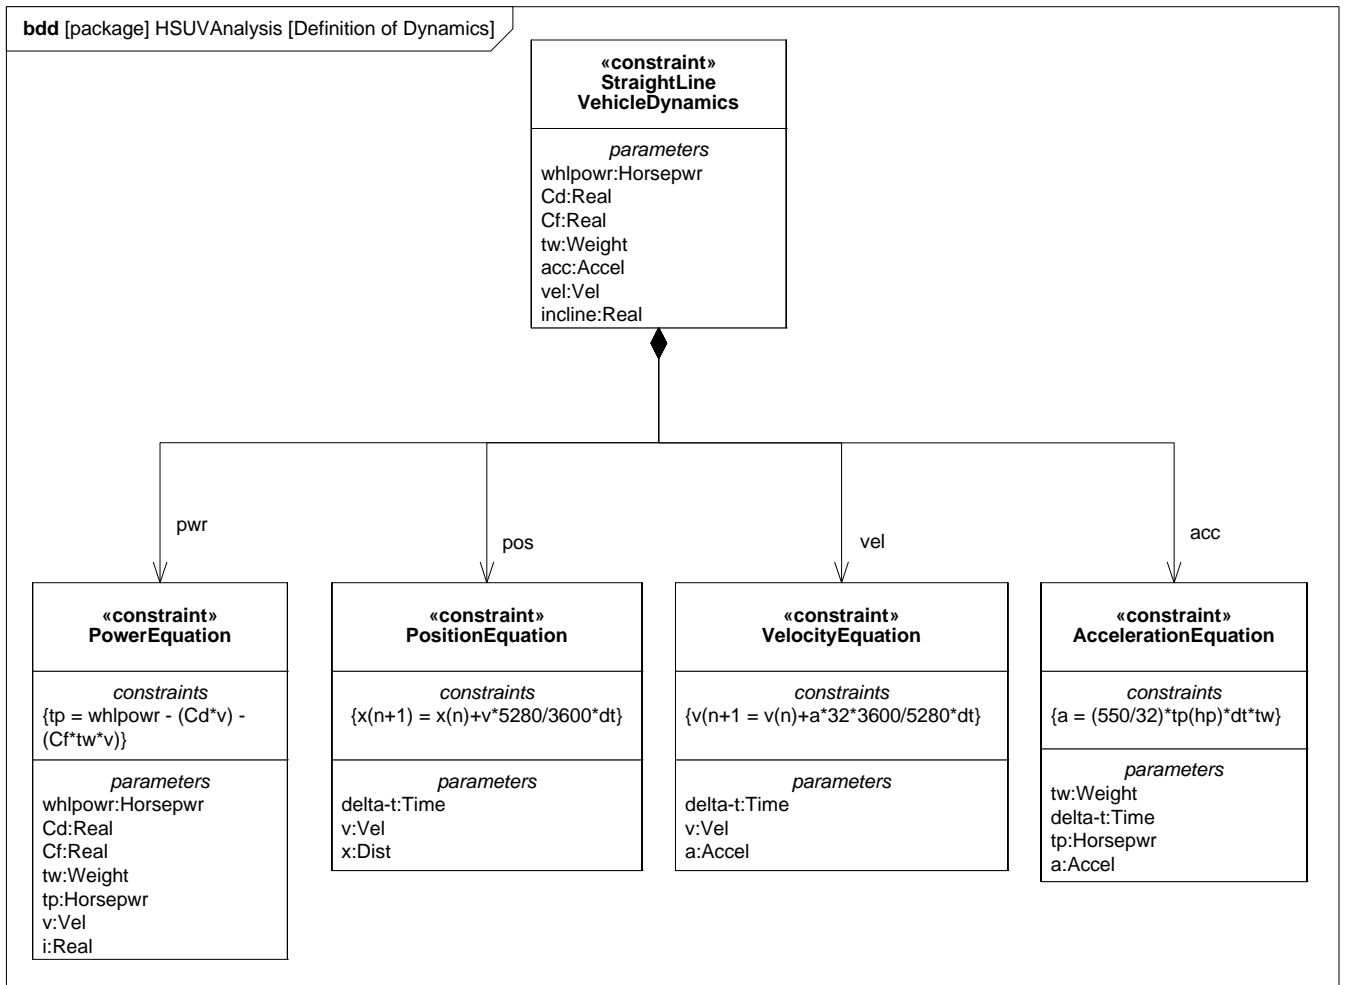 bdd [package] HSUVAnalysis [Definition of Dynamics]
«constraint»
StraightLine
VehicleDynamics
parameters
whlpowr:Horsepwr
Cd:Real
Cf:Real
tw:Weight
acc:Accel
vel:Vel
incline:Real
pwr
pos
vel
acc
«constraint»
PowerEquation
constraints
{tp = whlpowr - (Cd*v) -
(Cf*tw*v)}
parameters
whlpowr:Horsepwr
Cd:Real
Cf:Real
tw:Weight
tp:Horsepwr
v:Vel
i:Real
«constraint»
PositionEquation
constraints
{x(n+1) = x(n)+v*5280/3600*dt}
parameters
delta-t:Time
v:Vel
x:Dist
«constraint»
VelocityEquation
constraints
{v(n+1 = v(n)+a*32*3600/5280*dt}
parameters
delta-t:Time
v:Vel
a:Accel
«constraint»
AccelerationEquation
constraints
{a = (550/32)*tp(hp)*dt*tw}
parameters
tw:Weight
delta-t:Time
tp:Horsepwr
a:Accel